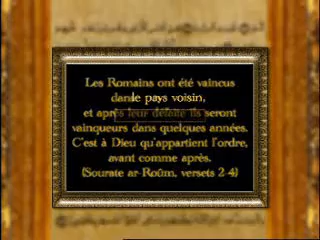 Les Romains ont été vaincus
dans le pays voisin,
et après leur défaite ils seront
vainqueurs dans quelques années.
C'est à Dieu qu'appartient l'ordre,
avant comme après.
(Sourate ar-Roûm, versets 2-4)